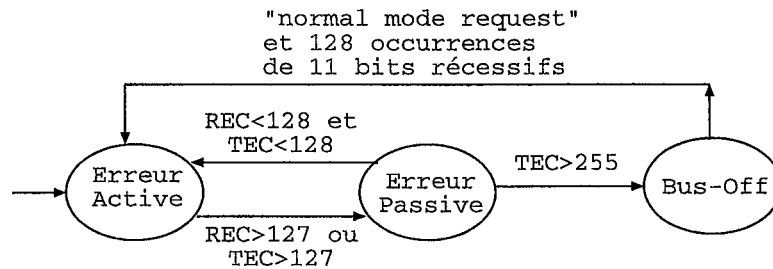 "normal mode request"
et 128 occurrences
de 11 bits récessifs
REC<128 et
TEC<128
Erreur
Active
Erreur
Passive
TEC>255
Bus-Off
REC>127 ou
TEC>127